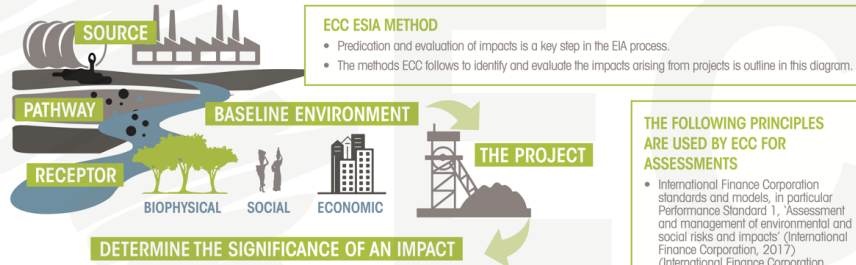 SOURCE
ECC ESIA METHOD
• Predication and evaluation of impacts is a key step in the EIA process.
• The methods ECC follows to identify and evaluate the impacts arising from projects is outline in this diagram.
PATHWAY
BASELINE ENVIRONMENT
RECEPTOR
BIOPHYSICAL
SOCIAL
ECONOMIC
THE PROJECT
THE FOLLOWING PRINCIPLES
ARE USED BY ECC FOR
ASSESSMENTS
• International Finance Corporation
standards and models, in particular
Performance Standard 1, 'Assessment
and management of environmental and
social risks and impacts' (International
Finance Corporation, 2017)
(International Finance Corporation
DETERMINE THE SIGNIFICANCE OF AN IMPACT